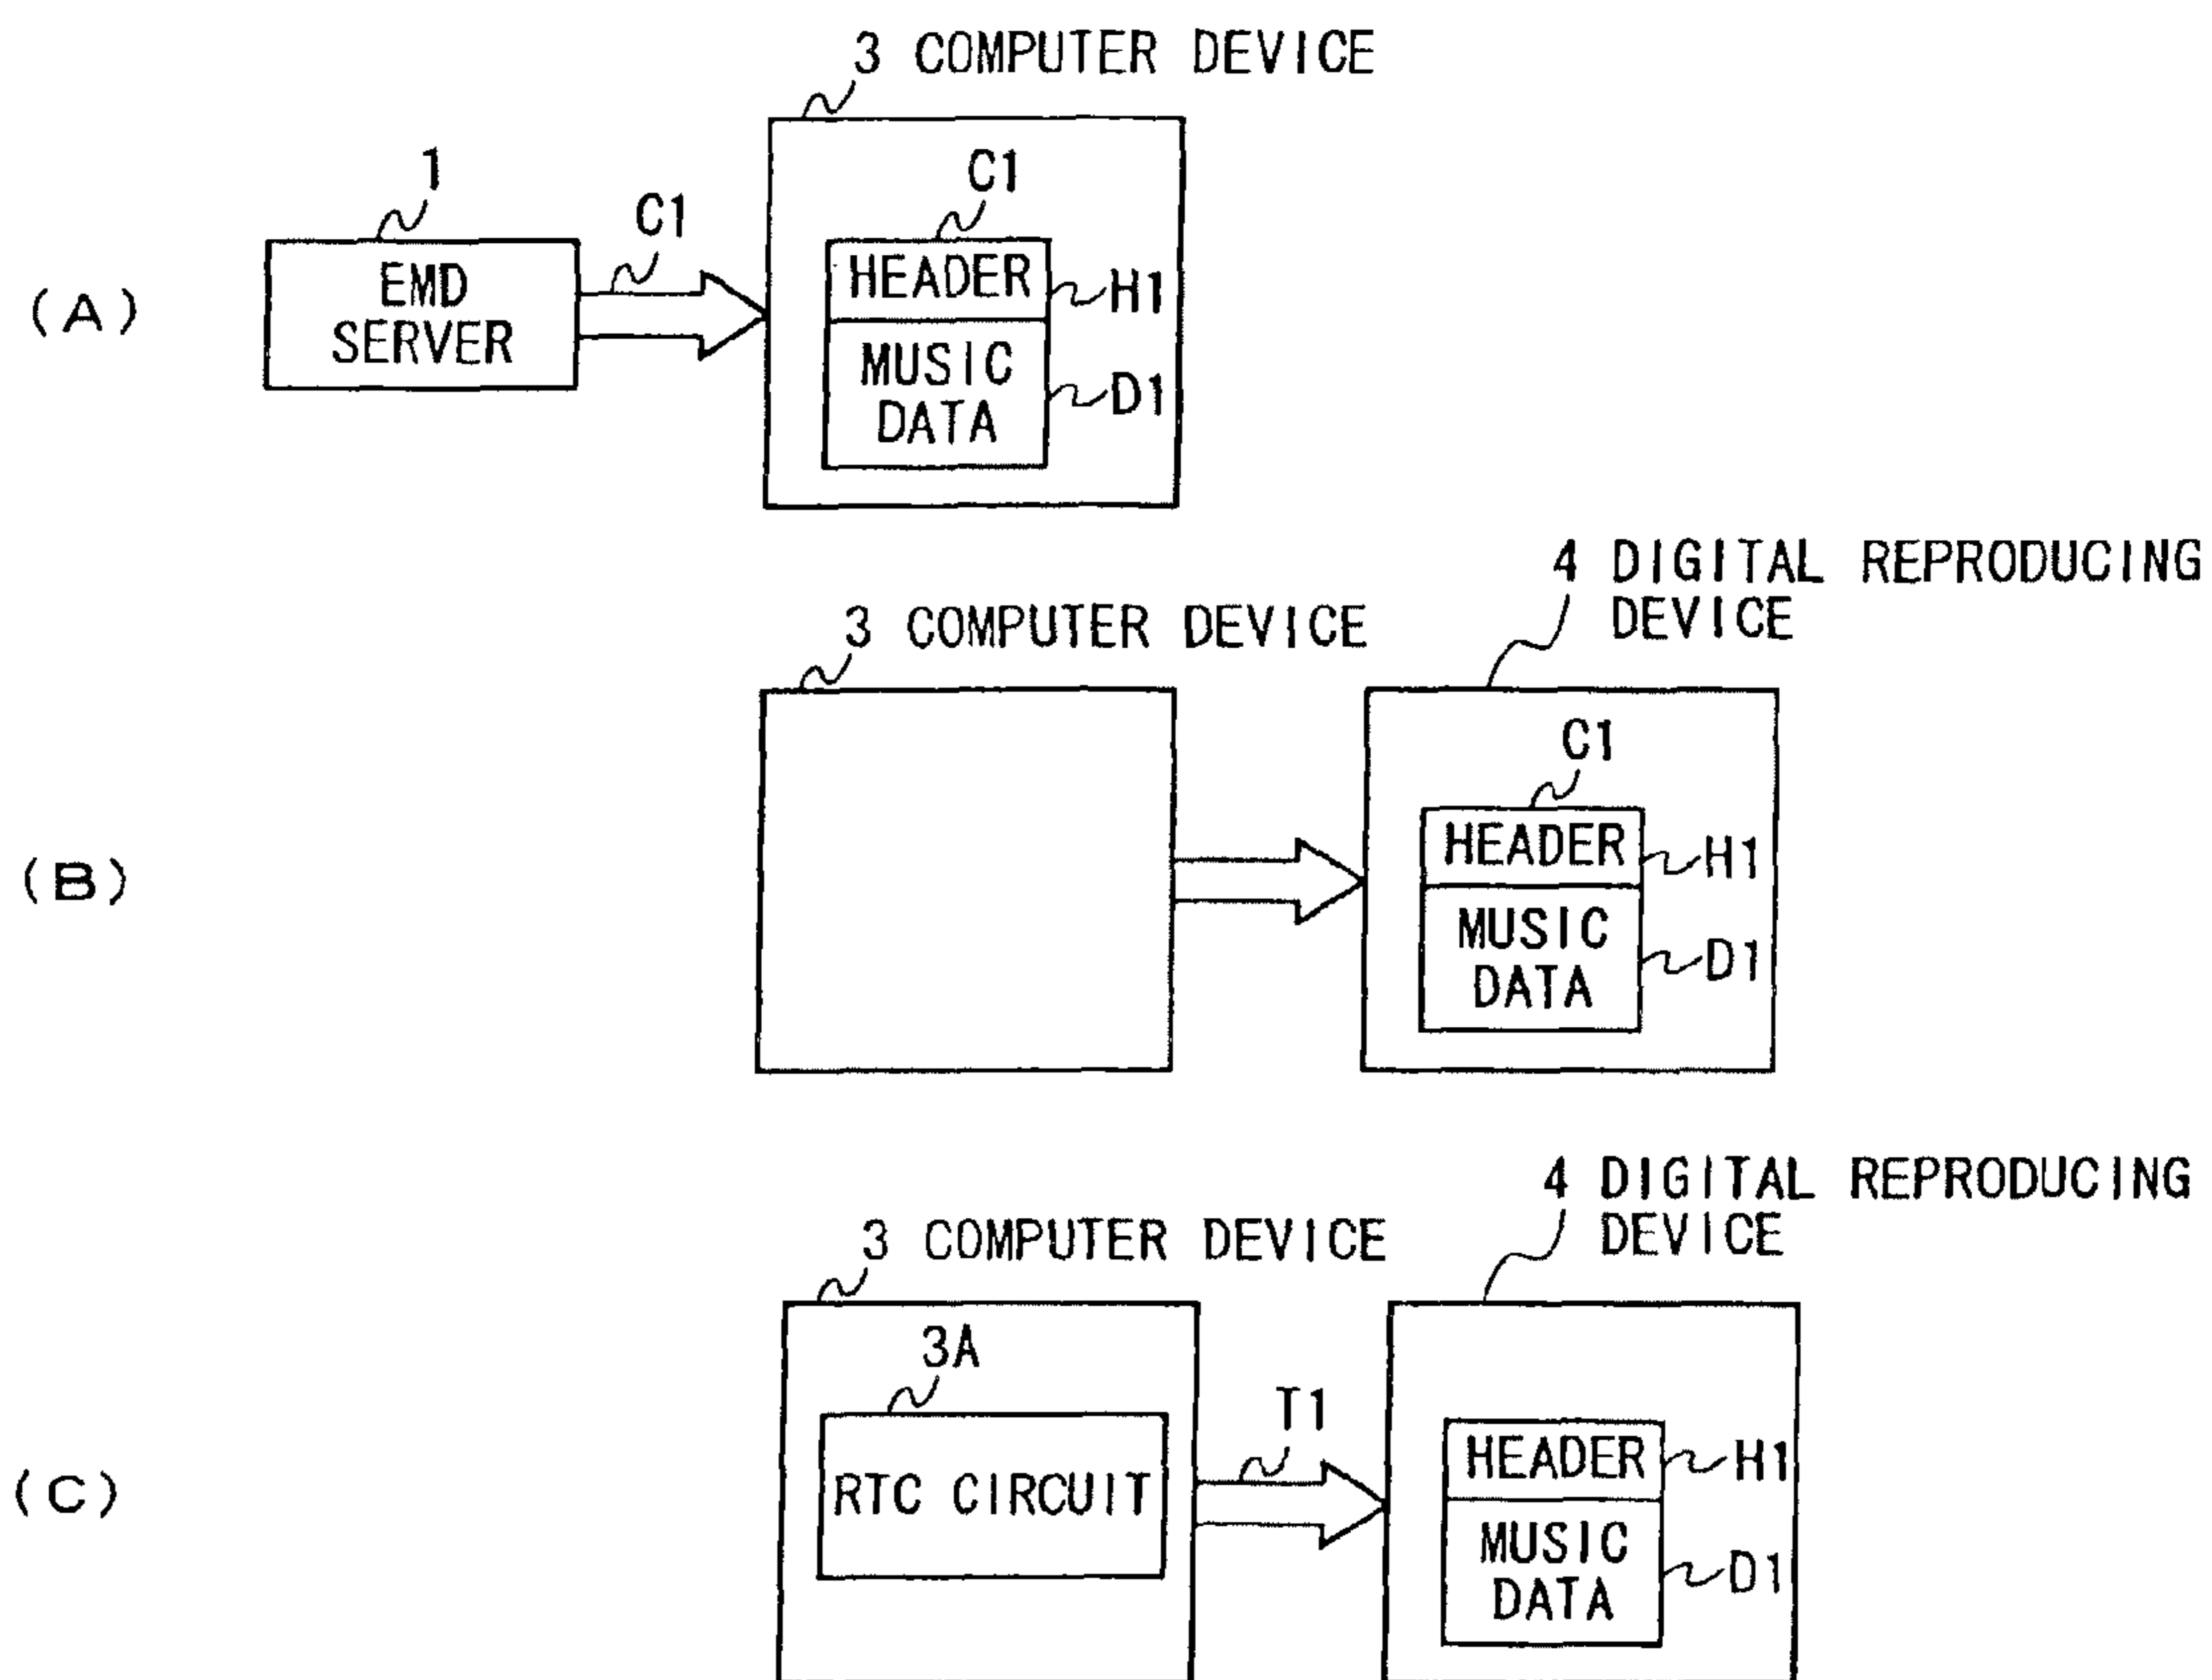 3 COMPUTER DEVICE
1
C1
C1
(A)
EMD
SERVER
HEADER
H1
MUSIC
DATA
D1
4 DIGITAL REPRODUCING
DEVICE
3 COMPUTER DEVICE
C1
(B)
HEADER
H1
MUSIC
DATA
D1
4 DIGITAL REPRODUCING
DEVICE
3 COMPUTER DEVICE
3A
T1
(C)
RTC CIRCUIT
HEADER
H1
MUSIC
DATA
D1